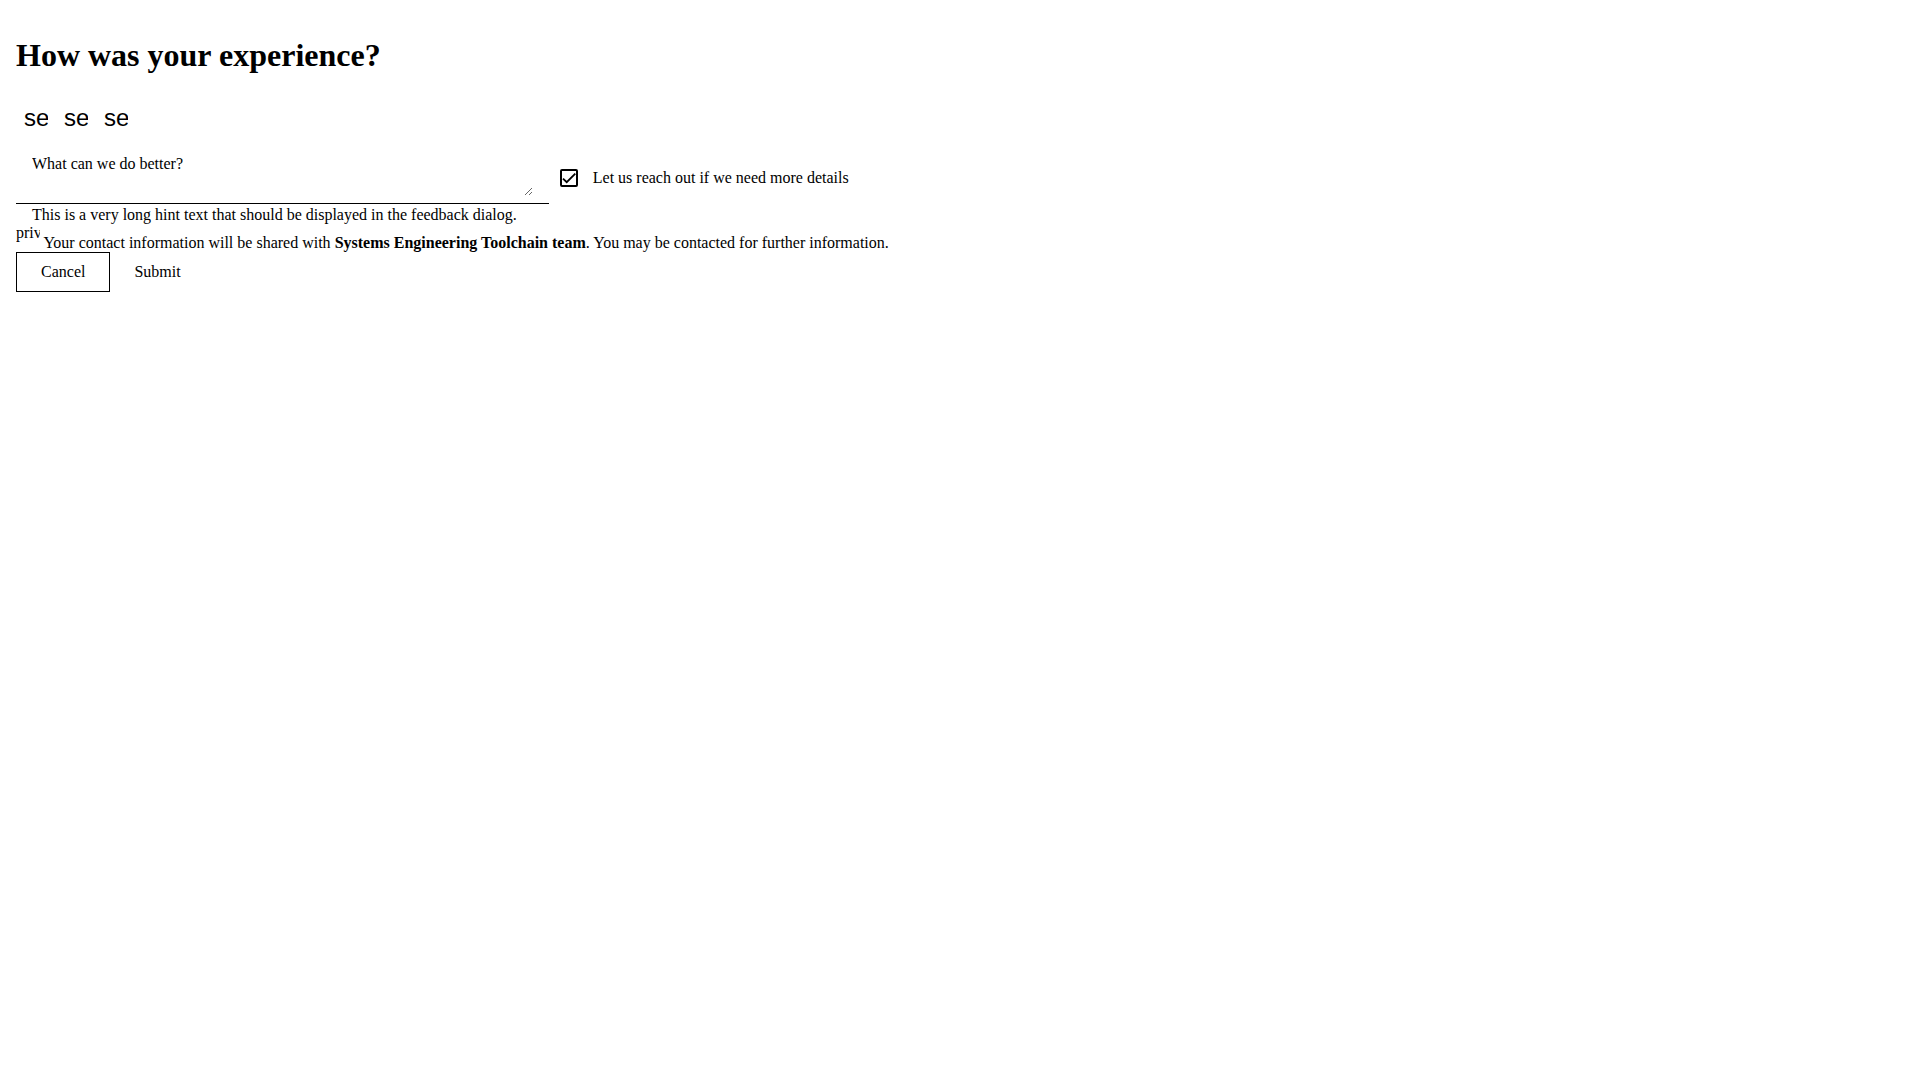 How was your experience?
se se se
What can we do better?
Let us reach out if we need more details
This is a very long hint text that should be displayed in the feedback dialog.
priv
Your contact information will be shared with Systems Engineering Toolchain team. You may be contacted for further information.
Cancel Submit